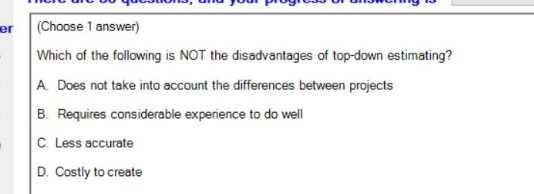 There are 50 questions, and your progress of answering is
er
(Choose 1 answer)
Which of the following is NOT the disadvantages of top-down estimating?
A. Does not take into account the differences between projects
B. Requires considerable experience to do well
C. Less accurate
D. Costly to create